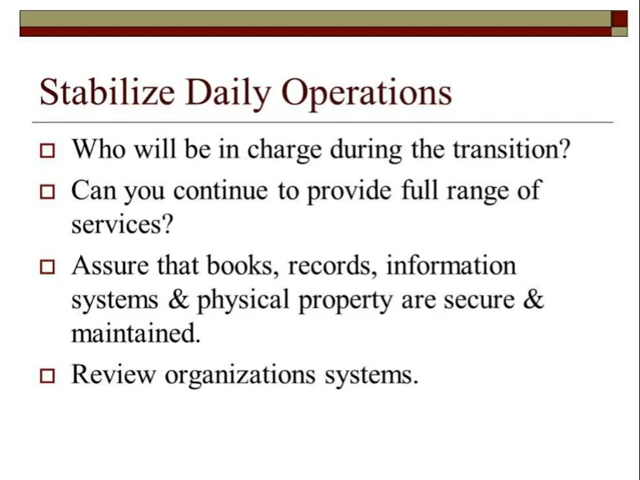 Stabilize Daily Operations
Who will be in charge during the transition?
Can you continue to provide full range of
services?
Assure that books, records, information
systems & physical property are secure &
maintained.
Review organizations systems.